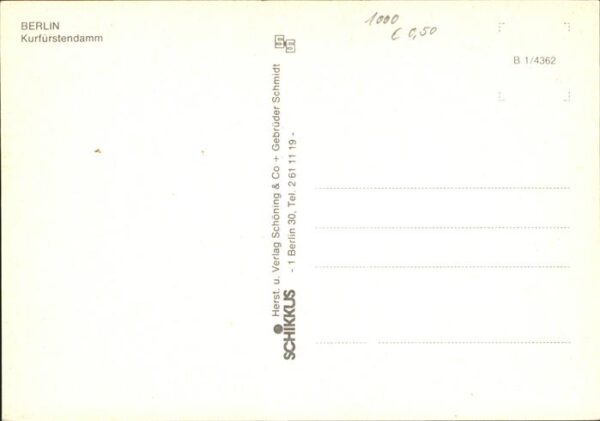 BERLIN
Kurfürstendamm
1000
€ 0,50
B 1/4362
Herst. u. Verlag Schöning & Co + Gebrüder Schmidt
- 1 Berlin 30, Tel. 2 61 11 19 -
SCHIKKUS